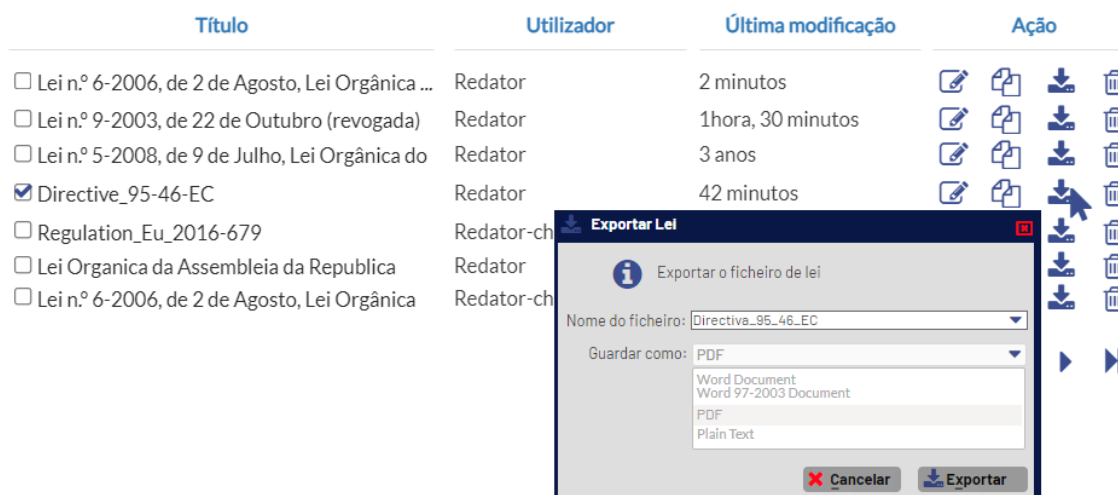 Título Utilizador Última modificação Ação
Lei n.º 6-2006, de 2 de Agosto, Lei Orgânica ... Redator 2 minutos
Lei n.º 9-2003, de 22 de Outubro (revogada) Redator 1hora, 30 minutos
Lei n.º 5-2008, de 9 de Julho, Lei Orgânica do Redator 3 anos
Directive_95-46-EC Redator 42 minutos
Regulation_Eu_2016-679 Redator-ch
Lei Organica da Assembleia da Republica Redator
Lei n.º 6-2006, de 2 de Agosto, Lei Orgânica Redator-ch
Exportar Lei
Exportar o ficheiro de lei
Nome do ficheiro: Directiva_95_46_EC
Guardar como: PDF
Word Document
Word 97-2003 Document
PDF
Plain Text
Cancelar Exportar